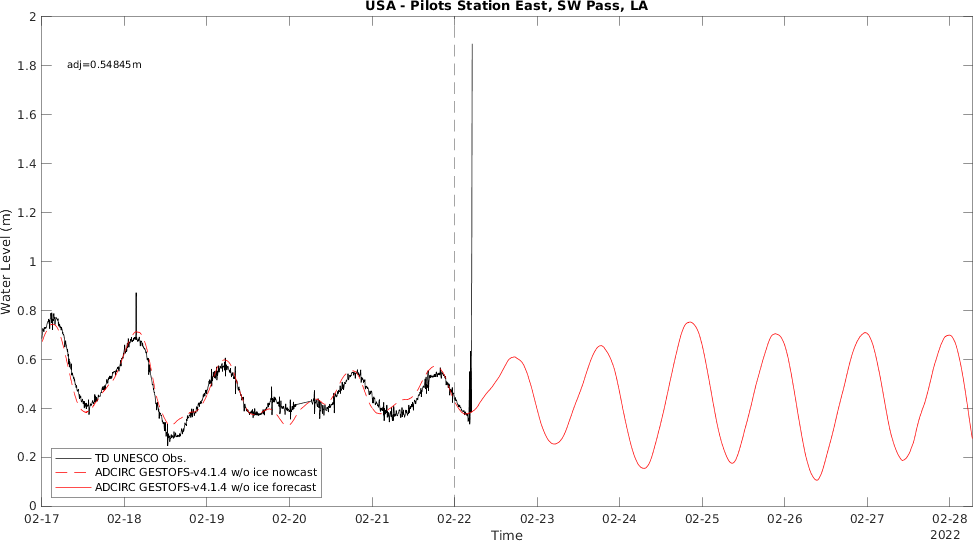 USA - Pilots Station East, SW Pass, LA
adj=0.54845m
Water Level (m)
2
1.8
1.6
1.4
1.2
1
0.8
0.6
0.4
0.2
0
TD UNESCO Obs.
ADCIRC GESTOFS-v4.1.4 w/o ice nowcast
ADCIRC GESTOFS-v4.1.4 w/o ice forecast
02-17 02-18 02-19 02-20 02-21 02-22 02-23 02-24 02-25 02-26 02-27 02-28
Time
2022